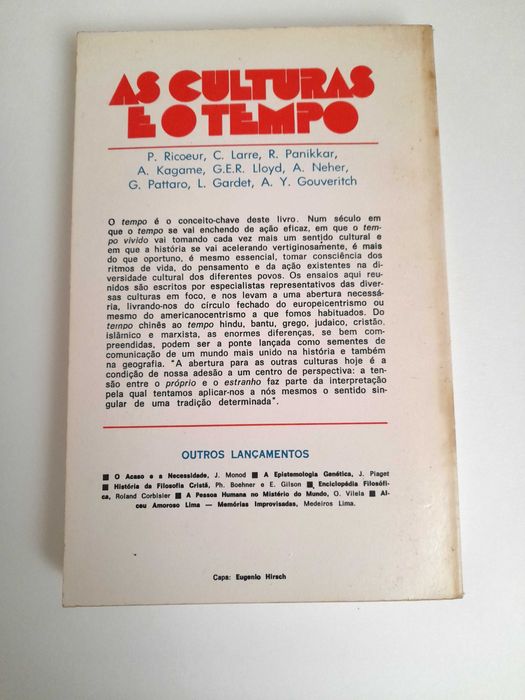 AS CULTURAS
E O TEMPO
P. Ricoeur, C. Larre, R. Panikkar,
A. Kagame, G.E.R. Lloyd, A. Neher,
G. Pattaro, L. Gardet, A. Y. Gouveritch
O tempo é o conceito-chave deste livro. Num século em
que o tempo se vai enchendo de ação eficaz, em que o tem-
po vivido vai tomando cada vez mais um sentido cultural e
em que a história se vai acelerando vertiginosamente, é mais
do que oportuno, é mesmo essencial, tomar consciência dos
ritmos de vida, do pensamento e da ação existentes na di-
versidade cultural dos diferentes povos. Os ensaios aqui reu-
nidos são escritos por especialistas representativos das diver-
sas culturas em foco, e nos levam a uma abertura necessá-
ria, livrando-nos do círculo fechado do europeicentrismo ou
mesmo do americanocentrismo a que fomos habituados. Do
tempo chinês ao tempo hindu, bantu, grego, judaico, cristão,
islâmico e marxista, as enormes diferenças, se bem com-
preendidas, podem ser a ponte lançada como sementes de
comunicação de um mundo mais unido na história e também
na geografia. "A abertura para as outras culturas hoje é a
condição de nossa adesão a um centro de perspectiva: a ten-
são entre o próprio e o estranho faz parte da interpretação
pela qual tentamos aplicar-nos a nós mesmos o sentido sin-
gular de uma tradição determinada".
OUTROS LANÇAMENTOS
■ O Acaso e a Necessidade, J. Monod ■ A Epistemologia Genética, J. Piaget
■ História da Filosofia Cristã, Ph. Boehner e E. Gilson ■ Enciclopédia Filosófi-
ca, Roland Corbisier ■ A Pessoa Humana no Mistério do Mundo, O. Vilela ■ Al-
ceu Amoroso Lima — Memórias Improvisadas, Medeiros Lima.
Capa: Eugenio Hirsch